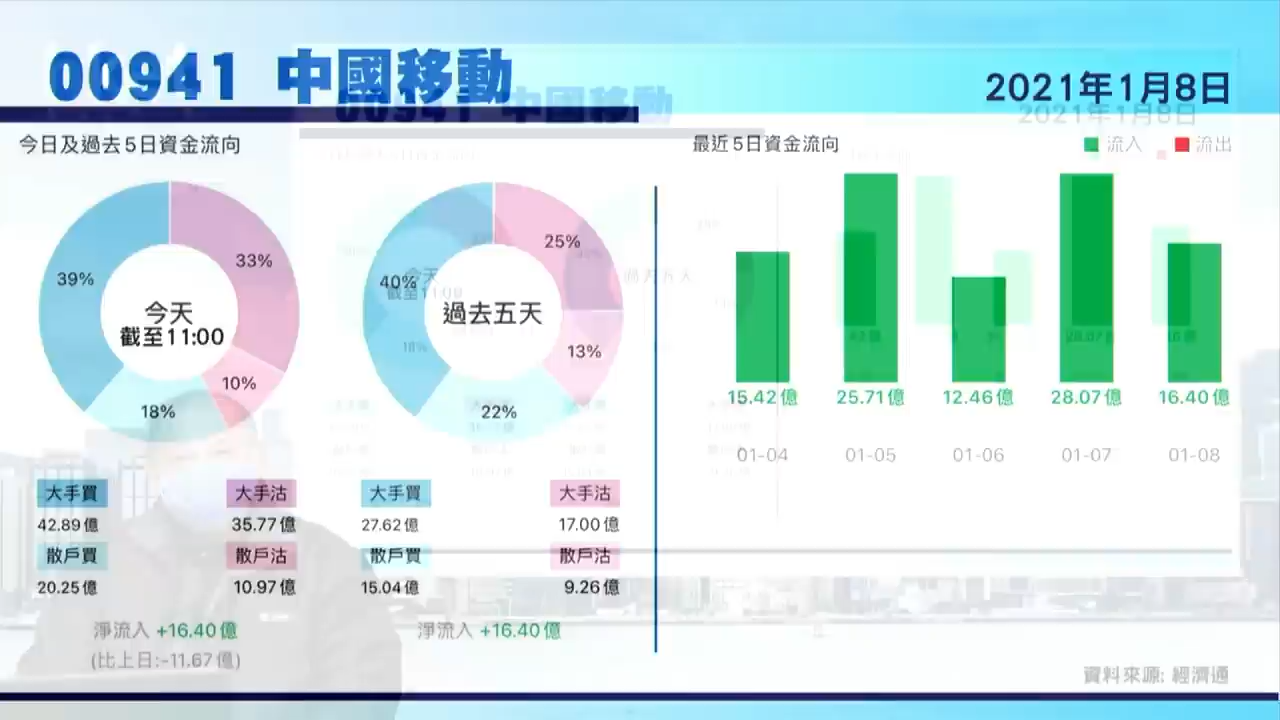 00941 中國移動
2021年1月8日
今日及過去5日資金流向
最近5日資金流向
流入
流出
39%
33%
10%
18%
今天
截至11:00
40%
25%
13%
22%
過去五天
大手買
大手沽
42.89億
35.77億
散戶買
散戶沽
20.25億
10.97億
淨流入 +16.40億
(比上日:-11.67億)
大手買
大手沽
27.62億
17.00億
散戶買
散戶沽
15.04億
9.26億
淨流入 +16.40億
15.42億
25.71億
12.46億
28.07億
16.40億
01-04
01-05
01-06
01-07
01-08
資料來源: 經濟通